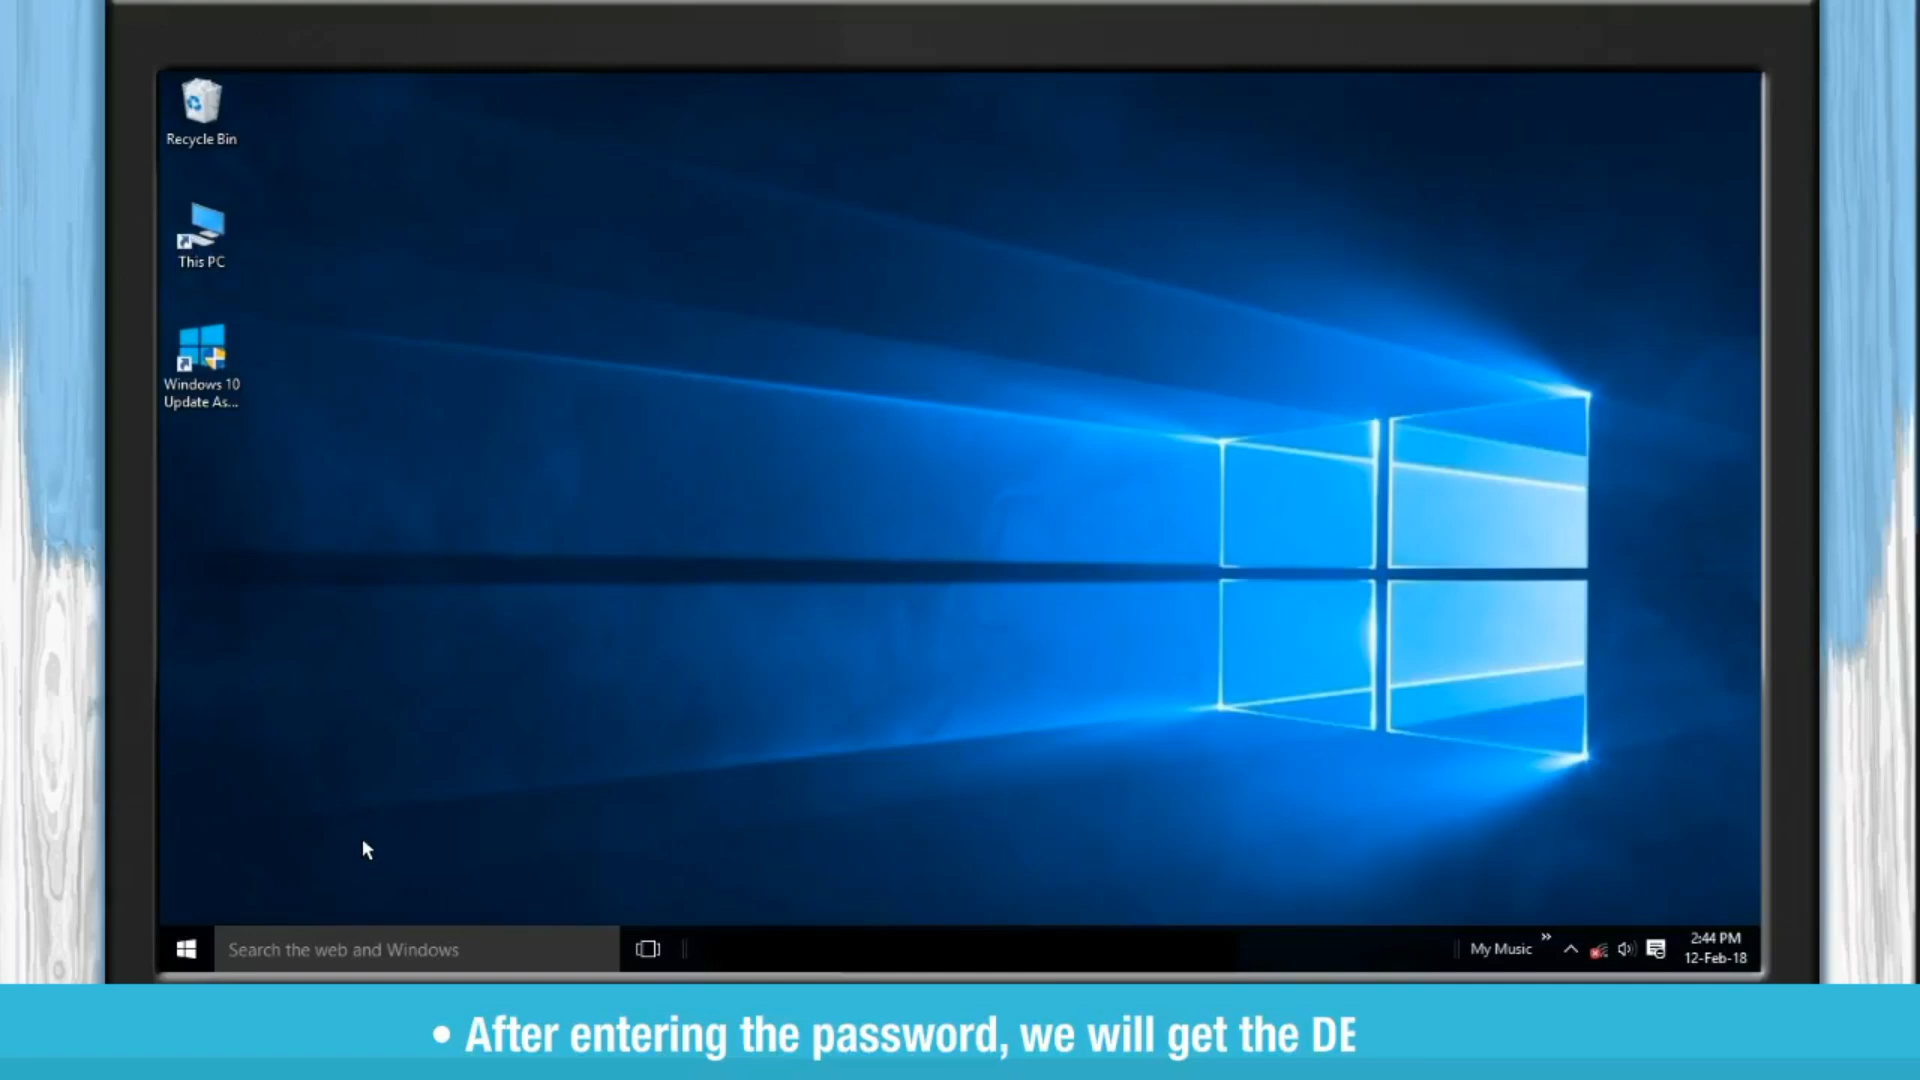 Recycle Bin
This PC
Windows 10
Update As...
Search the web and Windows
My Music
2:44 PM
12-Feb-18
• After entering the password, we will get the DE